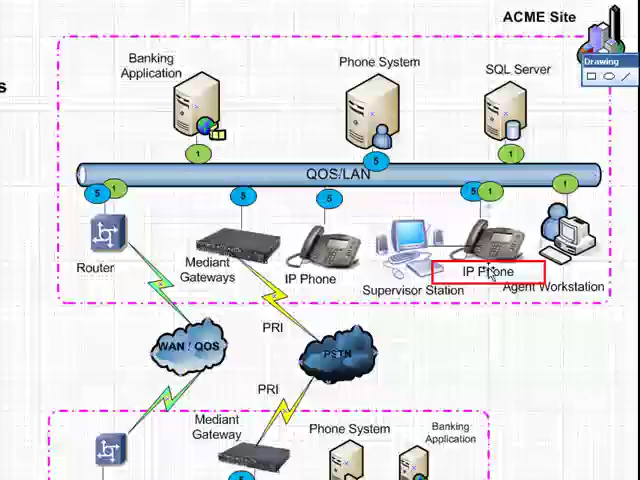 ACME Site
Drawing
s
Banking
Application
Phone System
SQL Server
1
5
1
QOS/LAN
5
1
5
5
5
1
1
Router
Mediant
Gateways
IP Phone
Supervisor Station
IP Phone
Agent Workstation
PRI
WAN / QOS
PSTN
PRI
Mediant
Gateway
Phone System
Banking
Application
5